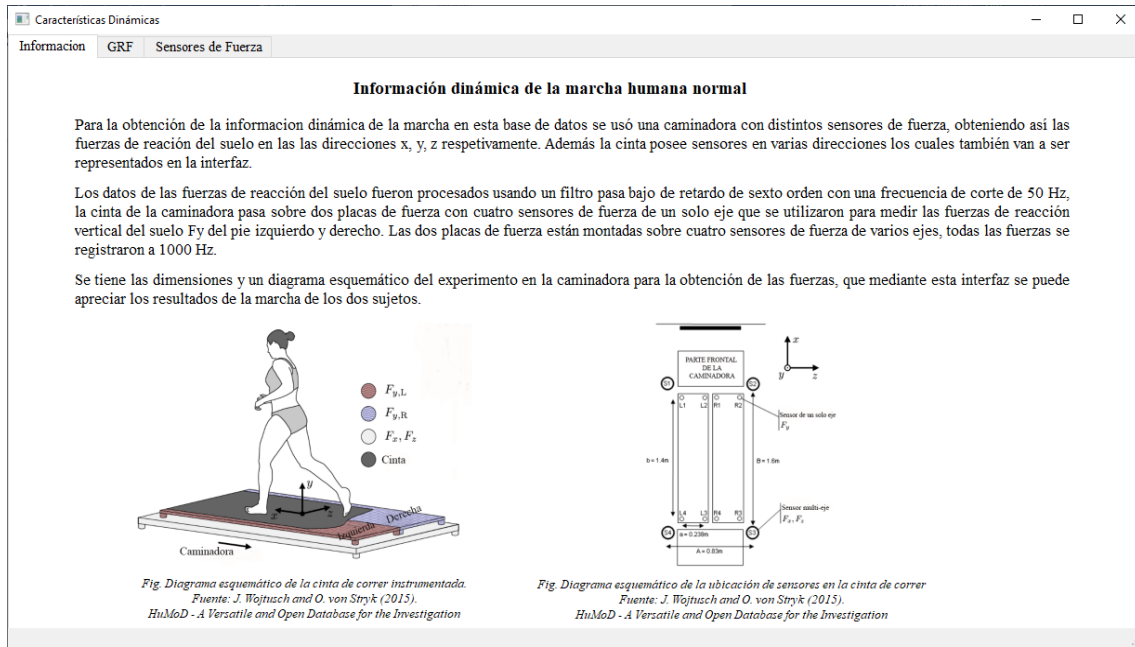 Características Dinámicas
Informacion GRF Sensores de Fuerza
Información dinámica de la marcha humana normal
Para la obtención de la informacion dinámica de la marcha en esta base de datos se usó una caminadora con distintos sensores de fuerza, obteniendo así las
fuerzas de reación del suelo en las las direcciones x, y, z respetivamente. Además la cinta posee sensores en varias direcciones los cuales también van a ser
representados en la interfaz.
Los datos de las fuerzas de reacción del suelo fueron procesados usando un filtro pasa bajo de retardo de sexto orden con una frecuencia de corte de 50 Hz,
la cinta de la caminadora pasa sobre dos placas de fuerza con cuatro sensores de fuerza de un solo eje que se utilizaron para medir las fuerzas de reacción
vertical del suelo Fy del pie izquierdo y derecho. Las dos placas de fuerza están montadas sobre cuatro sensores de fuerza de varios ejes, todas las fuerzas se
registraron a 1000 Hz.
Se tiene las dimensiones y un diagrama esquemático del experimento en la caminadora para la obtención de las fuerzas, que mediante esta interfaz se puede
apreciar los resultados de la marcha de los dos sujetos.
F_y,L
F_y,R
F_x, F_z
Cinta
y
x
z
Izquierda
Derecha
Caminadora
Fig. Diagrama esquemático de la cinta de correr instrumentada.
Fuente: J. Wojtusch and O. von Stryk (2015).
HuMoD - A Versatile and Open Database for the Investigation
PARTE FRONTAL
DE LA
CAMINADORA
x
y z
S1 S2
L1 L2 R1 R2
Sensor de un solo eje
F_y
b = 1.4m
B = 1.6m
Sensor multi-eje
F_x, F_z
L4 L3 R4 R3
S4 S3
a = 0.238m
A = 0.83m
Fig. Diagrama esquemático de la ubicación de sensores en la cinta de correr
Fuente: J. Wojtusch and O. von Stryk (2015).
HuMoD - A Versatile and Open Database for the Investigation